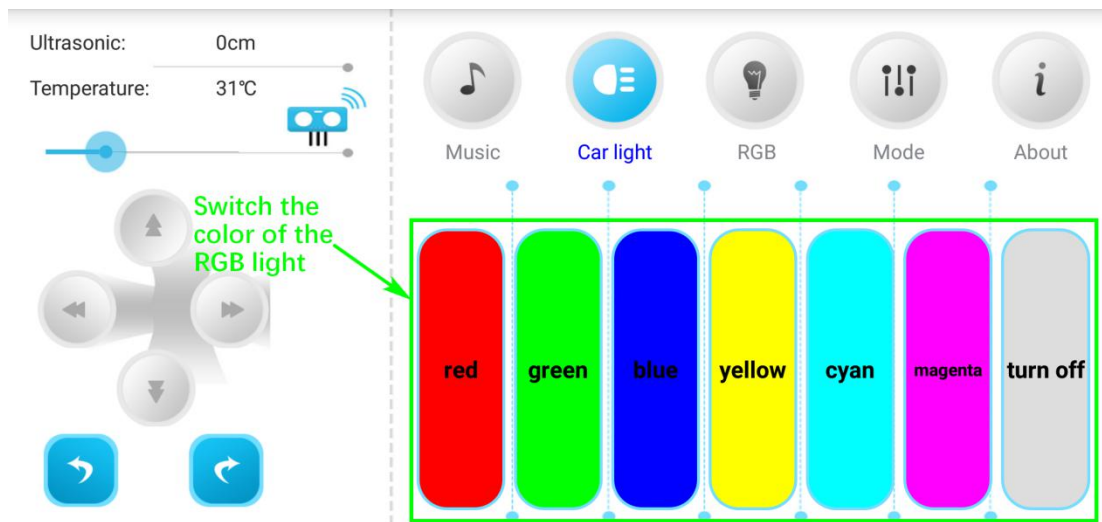 Ultrasonic: 0cm
Temperature: 31℃
Music Car light RGB Mode About
Switch the
color of the
RGB light
red green blue yellow cyan magenta turn off